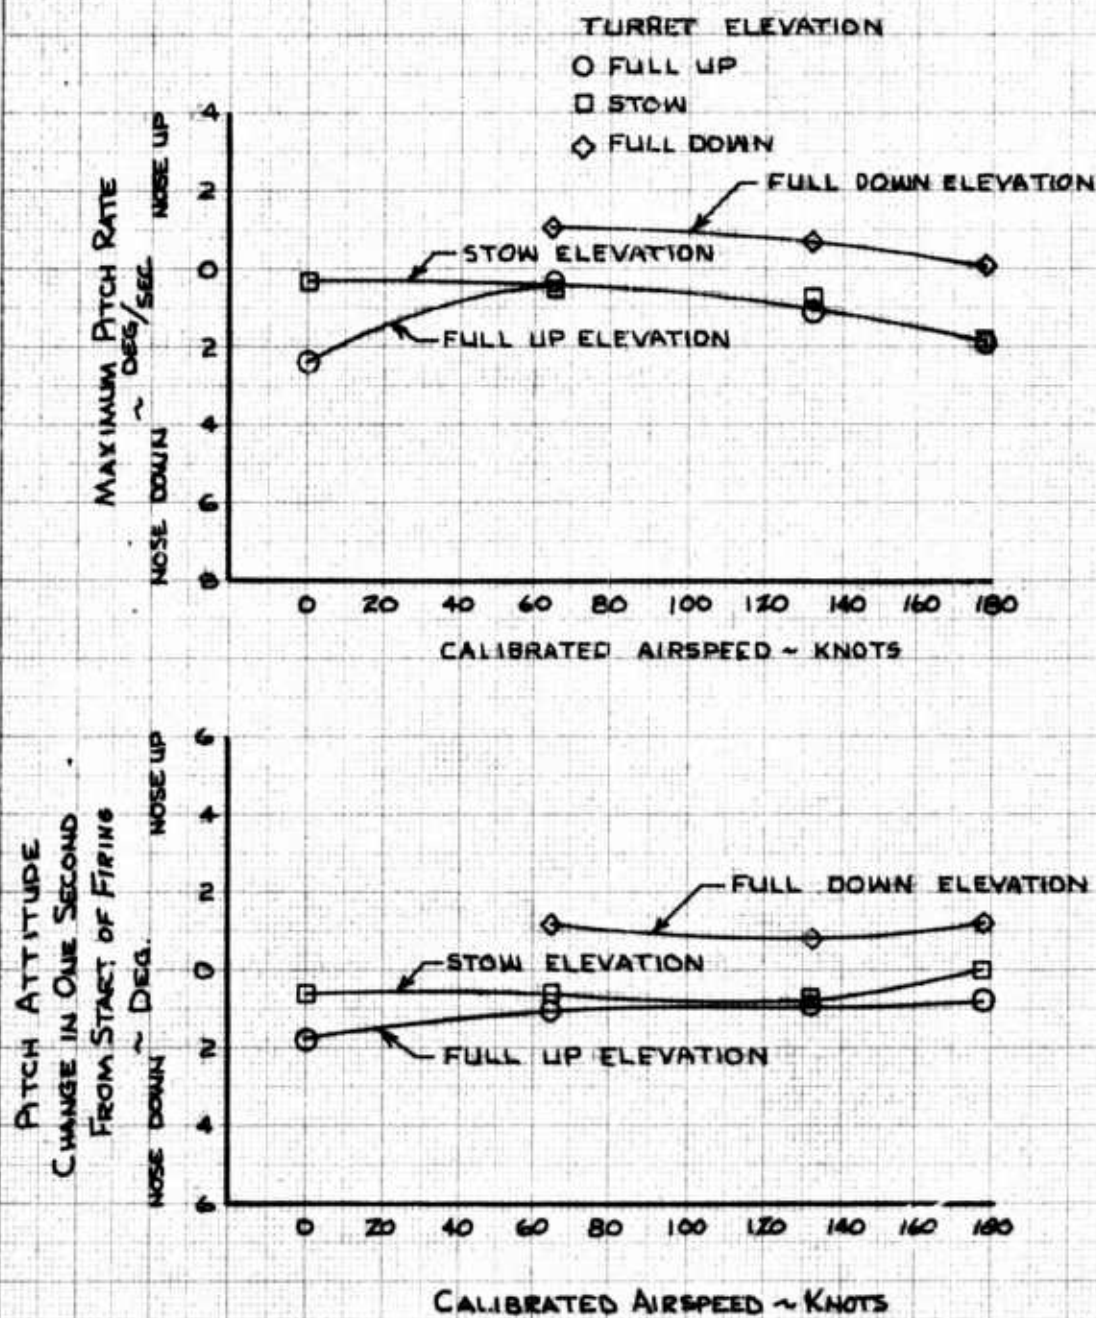 TURRET ELEVATION
○ FULL UP
□ STOW
◇ FULL DOWN
MAXIMUM PITCH RATE
NOSE DOWN ~ DEG/SEC NOSE UP
4
2
0
2
4
6
8
FULL DOWN ELEVATION
STOW ELEVATION
FULL UP ELEVATION
0 20 40 60 80 100 120 140 160 180
CALIBRATED AIRSPEED ~ KNOTS
PITCH ATTITUDE
CHANGE IN ONE SECOND
FROM START OF FIRING
NOSE DOWN ~ DEG. NOSE UP
6
4
2
0
2
4
6
FULL DOWN ELEVATION
STOW ELEVATION
FULL UP ELEVATION
0 20 40 60 80 100 120 140 160 180
CALIBRATED AIRSPEED ~ KNOTS